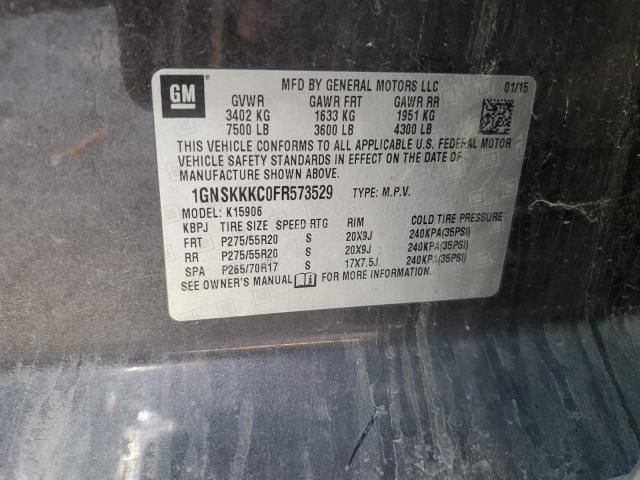 GM
MFD BY GENERAL MOTORS LLC 01/15
GVWR GAWR FRT GAWR RR
3402 KG 1633 KG 1951 KG
7500 LB 3600 LB 4300 LB
THIS VEHICLE CONFORMS TO ALL APPLICABLE U.S. FEDERAL MOTOR
VEHICLE SAFETY STANDARDS IN EFFECT ON THE DATE OF
MANUFACTURE SHOWN ABOVE.
1GNSKKKC0FR573529 TYPE: M.P.V.
MODEL: K15906
KBPJ TIRE SIZE SPEED RTG RIM COLD TIRE PRESSURE
FRT P275/55R20 S 20X9J 240KPA(35PSI)
RR P275/55R20 S 20X9J 240KPA(35PSI)
SPA P265/70R17 S 17X7.5J 240KPA(35PSI)
SEE OWNER'S MANUAL FOR MORE INFORMATION.